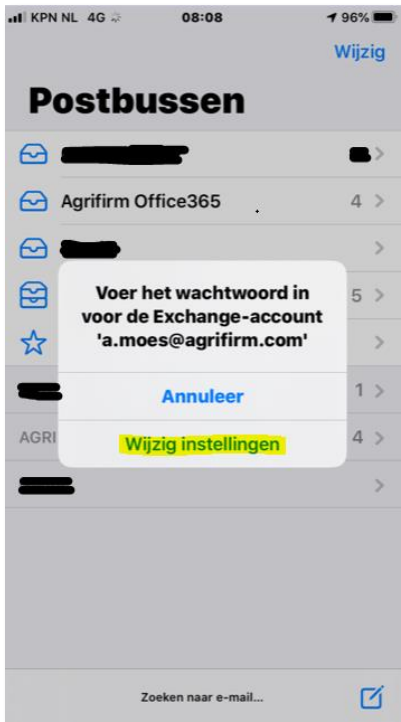 KPN NL 4G 08:08 96%
Wijzig
Postbussen
Agrifirm Office365 4
5
Voer het wachtwoord in
voor de Exchange-account
'a.moes@agrifirm.com'
Annuleer
1
AGRI 4
Wijzig instellingen
Zoeken naar e-mail...